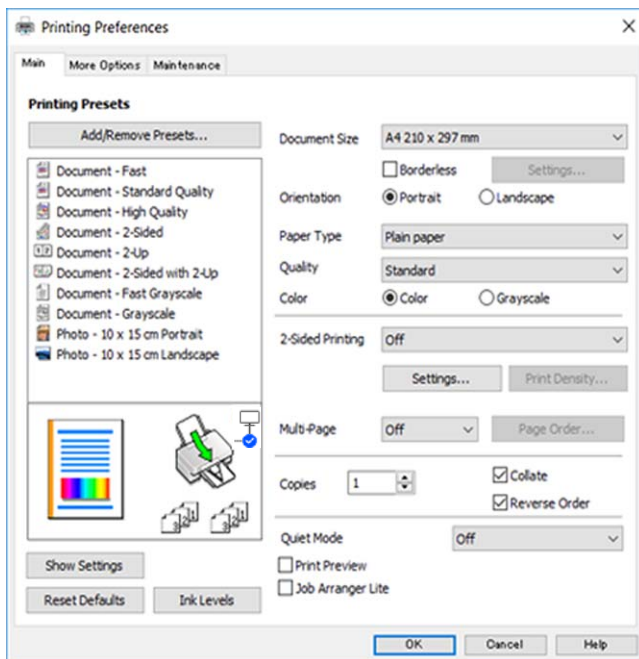 Printing Preferences
Main More Options Maintenance
Printing Presets
Add/Remove Presets...
Document - Fast
Document - Standard Quality
Document - High Quality
Document - 2-Sided
Document - 2-Up
Document - 2-Sided with 2-Up
Document - Fast Grayscale
Document - Grayscale
Photo - 10 x 15 cm Portrait
Photo - 10 x 15 cm Landscape
Show Settings
Reset Defaults Ink Levels
Document Size A4 210 x 297 mm
Borderless Settings...
Orientation Portrait Landscape
Paper Type Plain paper
Quality Standard
Color Color Grayscale
2-Sided Printing Off
Settings... Print Density...
Multi-Page Off Page Order...
Copies 1 Collate
Reverse Order
Quiet Mode Off
Print Preview
Job Arranger Lite
OK Cancel Help